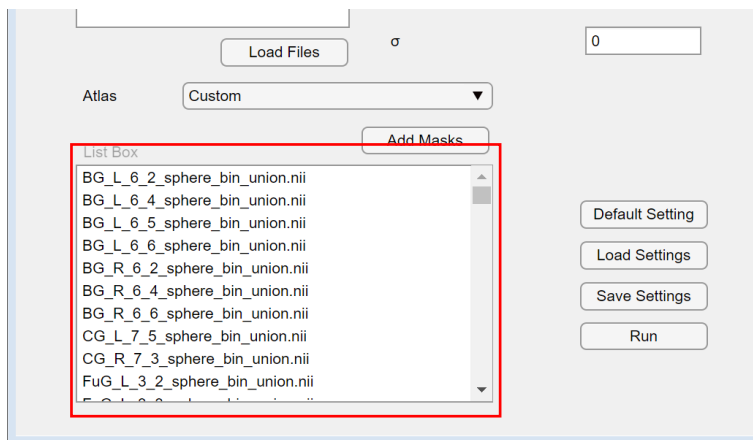 Load Files
σ
0
Atlas
Custom
Add Masks
List Box
BG_L_6_2_sphere_bin_union.nii
BG_L_6_4_sphere_bin_union.nii
BG_L_6_5_sphere_bin_union.nii
BG_L_6_6_sphere_bin_union.nii
BG_R_6_2_sphere_bin_union.nii
BG_R_6_4_sphere_bin_union.nii
BG_R_6_6_sphere_bin_union.nii
CG_L_7_5_sphere_bin_union.nii
CG_R_7_3_sphere_bin_union.nii
FuG_L_3_2_sphere_bin_union.nii
Default Setting
Load Settings
Save Settings
Run